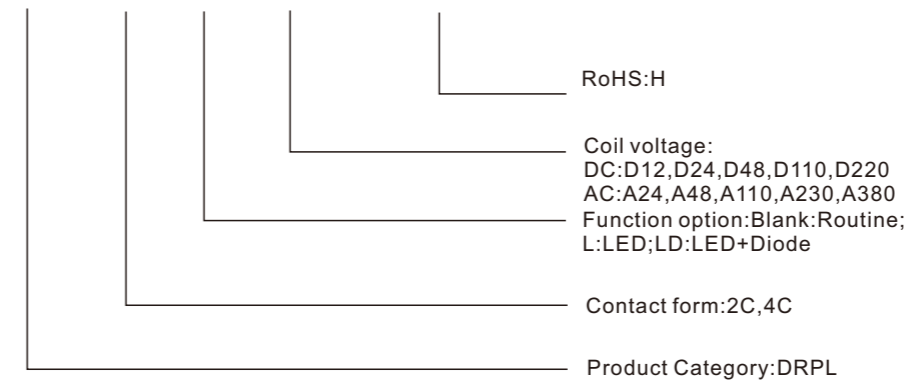 RoHS:H
Coil voltage:
DC:D12,D24,D48,D110,D220
AC:A24,A48,A110,A230,A380
Function option:Blank:Routine;
L:LED;LD:LED+Diode
Contact form:2C,4C
Product Category:DRPL